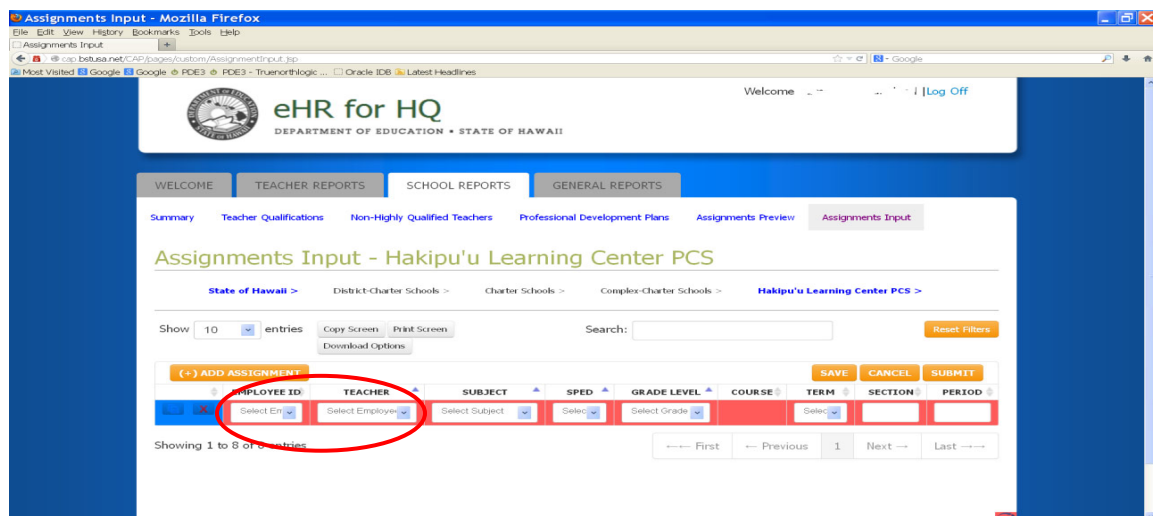 Assignments Input - Mozilla Firefox
File Edit View History Bookmarks Tools Help
Assignments Input +
cap.bstusa.net/CAP/pages/custom/AssignmentInput.jsp Google
Most Visited Google Google PDE3 PDE3 - Truenorthlogic ... Oracle IDB Latest Headlines
Welcome |Log Off
eHR for HQ
DEPARTMENT OF EDUCATION • STATE OF HAWAII
WELCOME TEACHER REPORTS SCHOOL REPORTS GENERAL REPORTS
Summary Teacher Qualifications Non-Highly Qualified Teachers Professional Development Plans Assignments Preview Assignments Input
Assignments Input - Hakipu'u Learning Center PCS
State of Hawaii > District-Charter Schools > Charter Schools > Complex-Charter Schools > Hakipu'u Learning Center PCS >
Show 10 entries Copy Screen Print Screen Search: Reset Filters
Download Options
(+) ADD ASSIGNMENT SAVE CANCEL SUBMIT
EMPLOYEE ID TEACHER SUBJECT SPED GRADE LEVEL COURSE TERM SECTION PERIOD
Select Em Select Employee Select Subject Selec Select Grade Selec
Showing 1 to 8 of 8 entries ←← First ← Previous 1 Next → Last →→